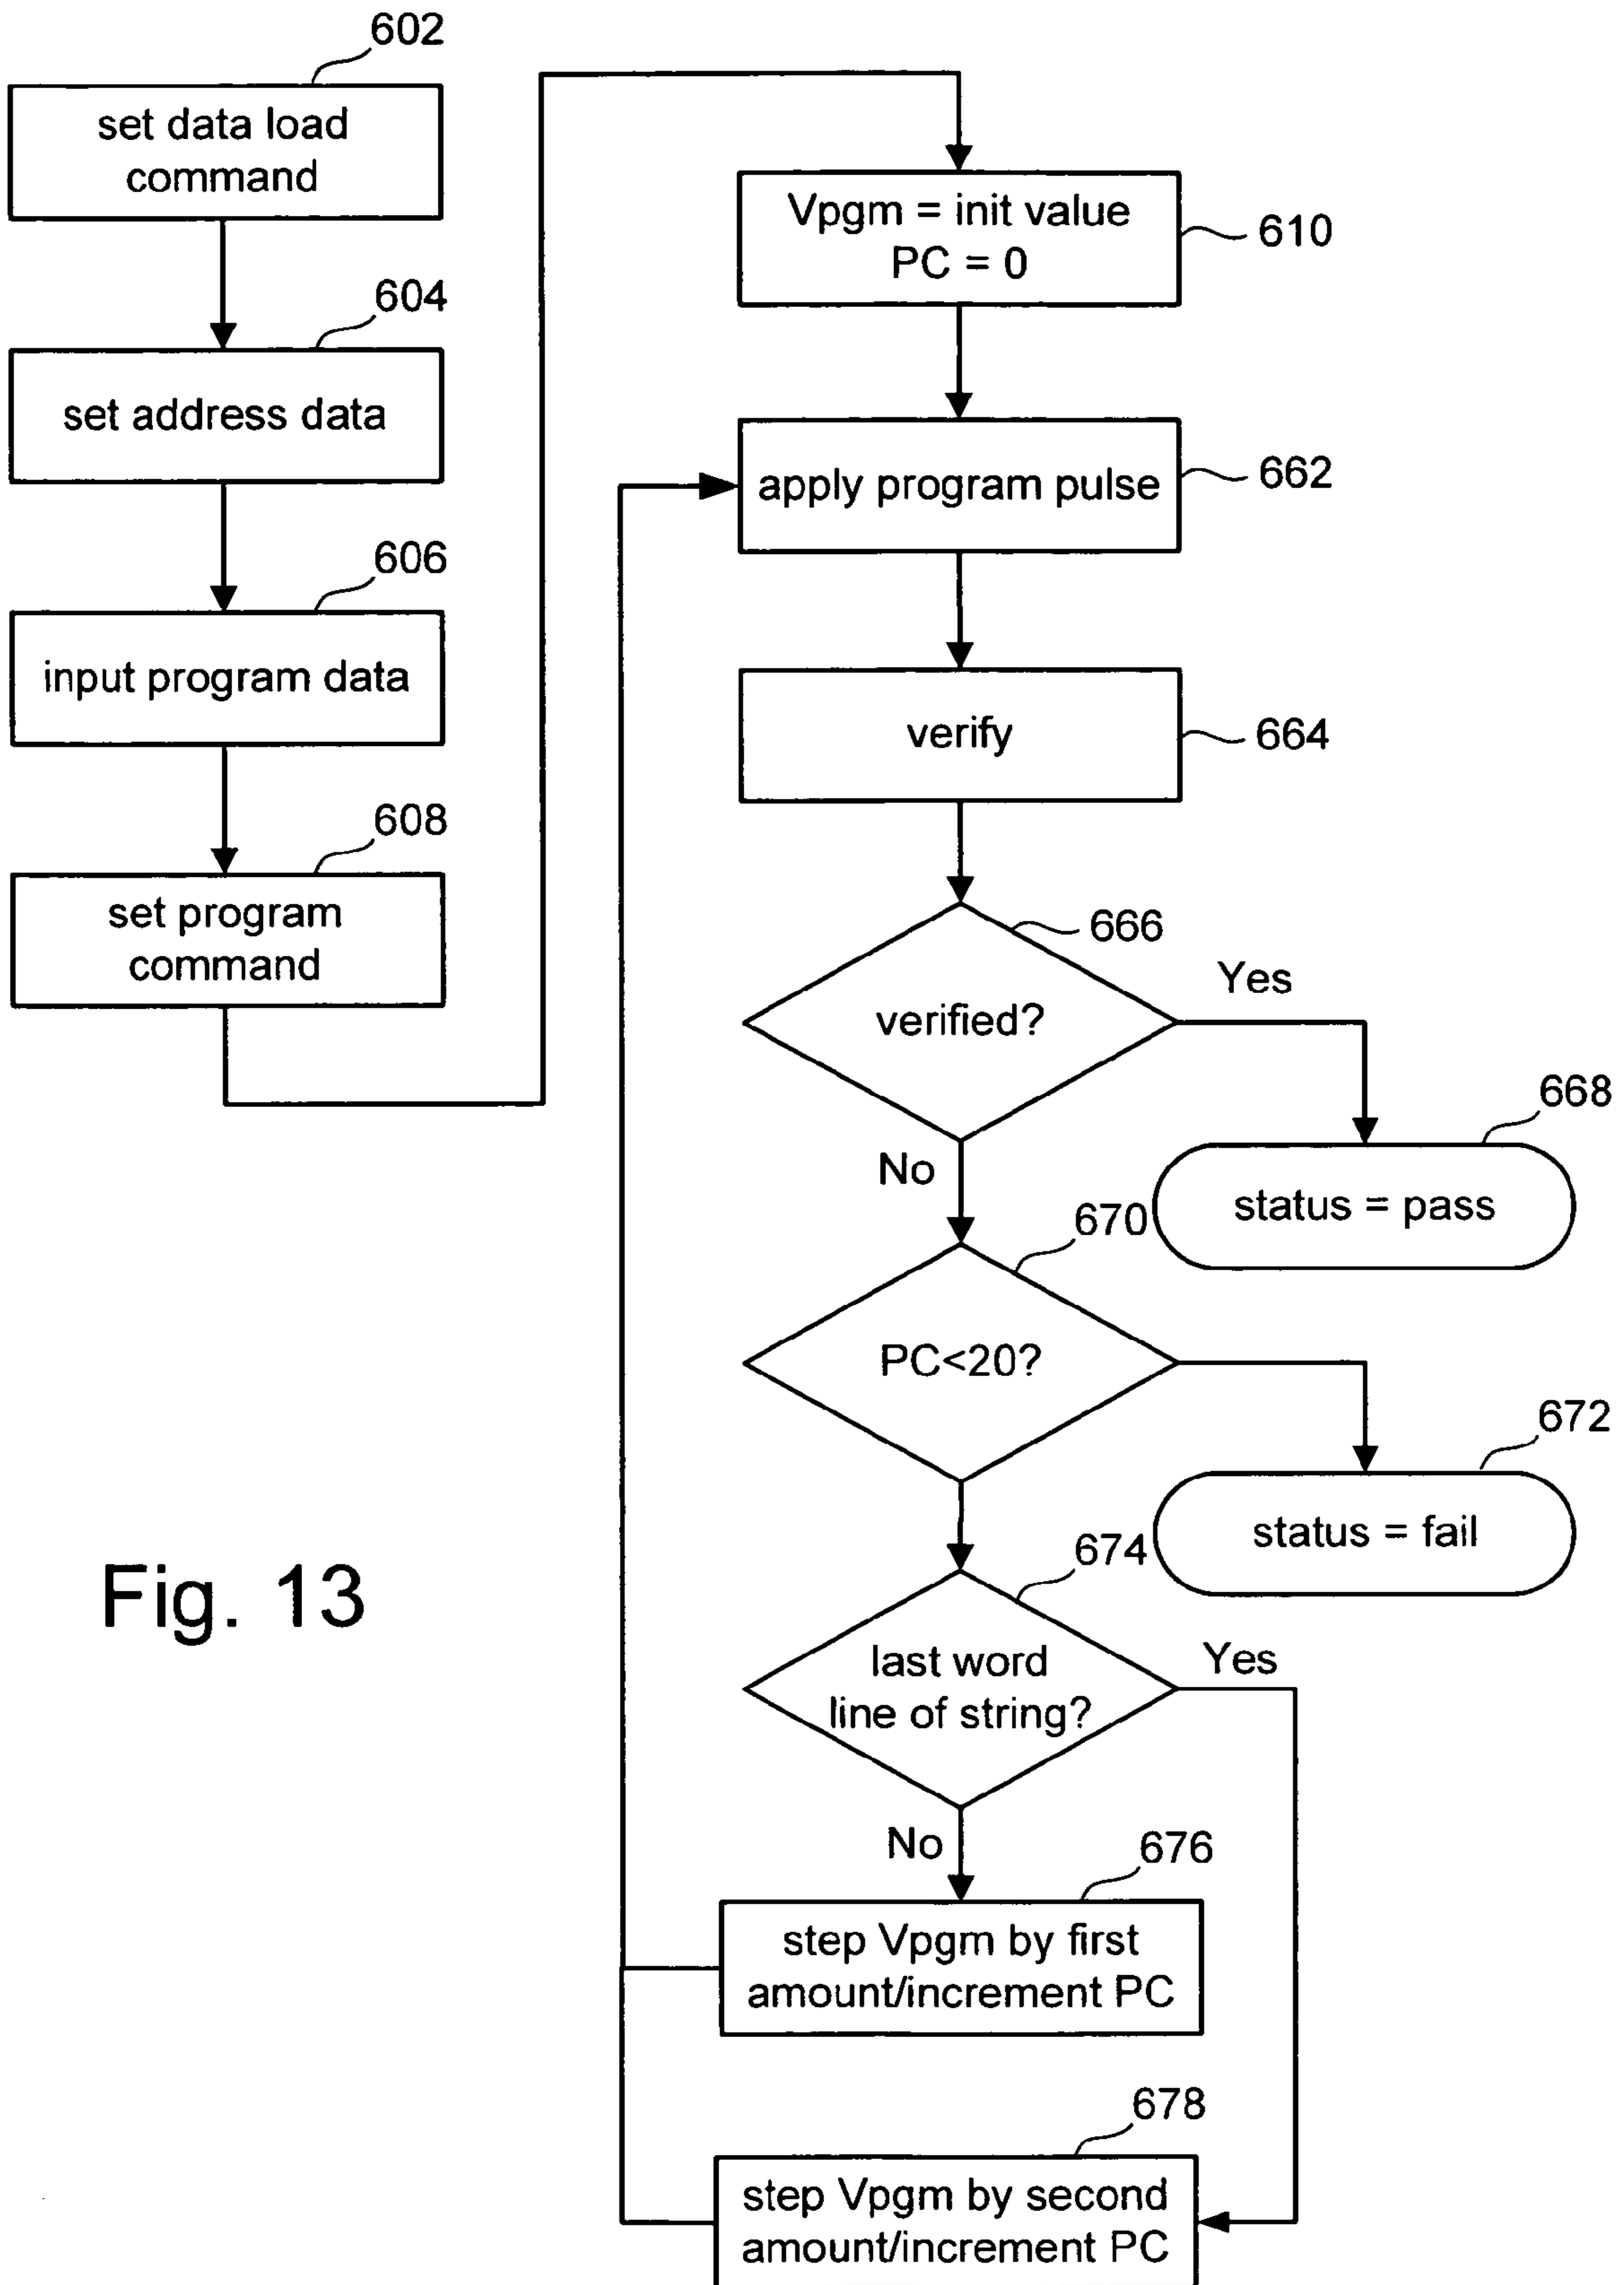 602
set data load
command
604
set address data
606
input program data
608
set program
command
Vpgm = init value
PC = 0
610
apply program pulse
662
verify
664
666
verified?
Yes
668
status = pass
No
670
PC<20?
672
status = fail
674
last word
line of string?
Yes
No
676
step Vpgm by first
amount/increment PC
678
step Vpgm by second
amount/increment PC
Fig. 13